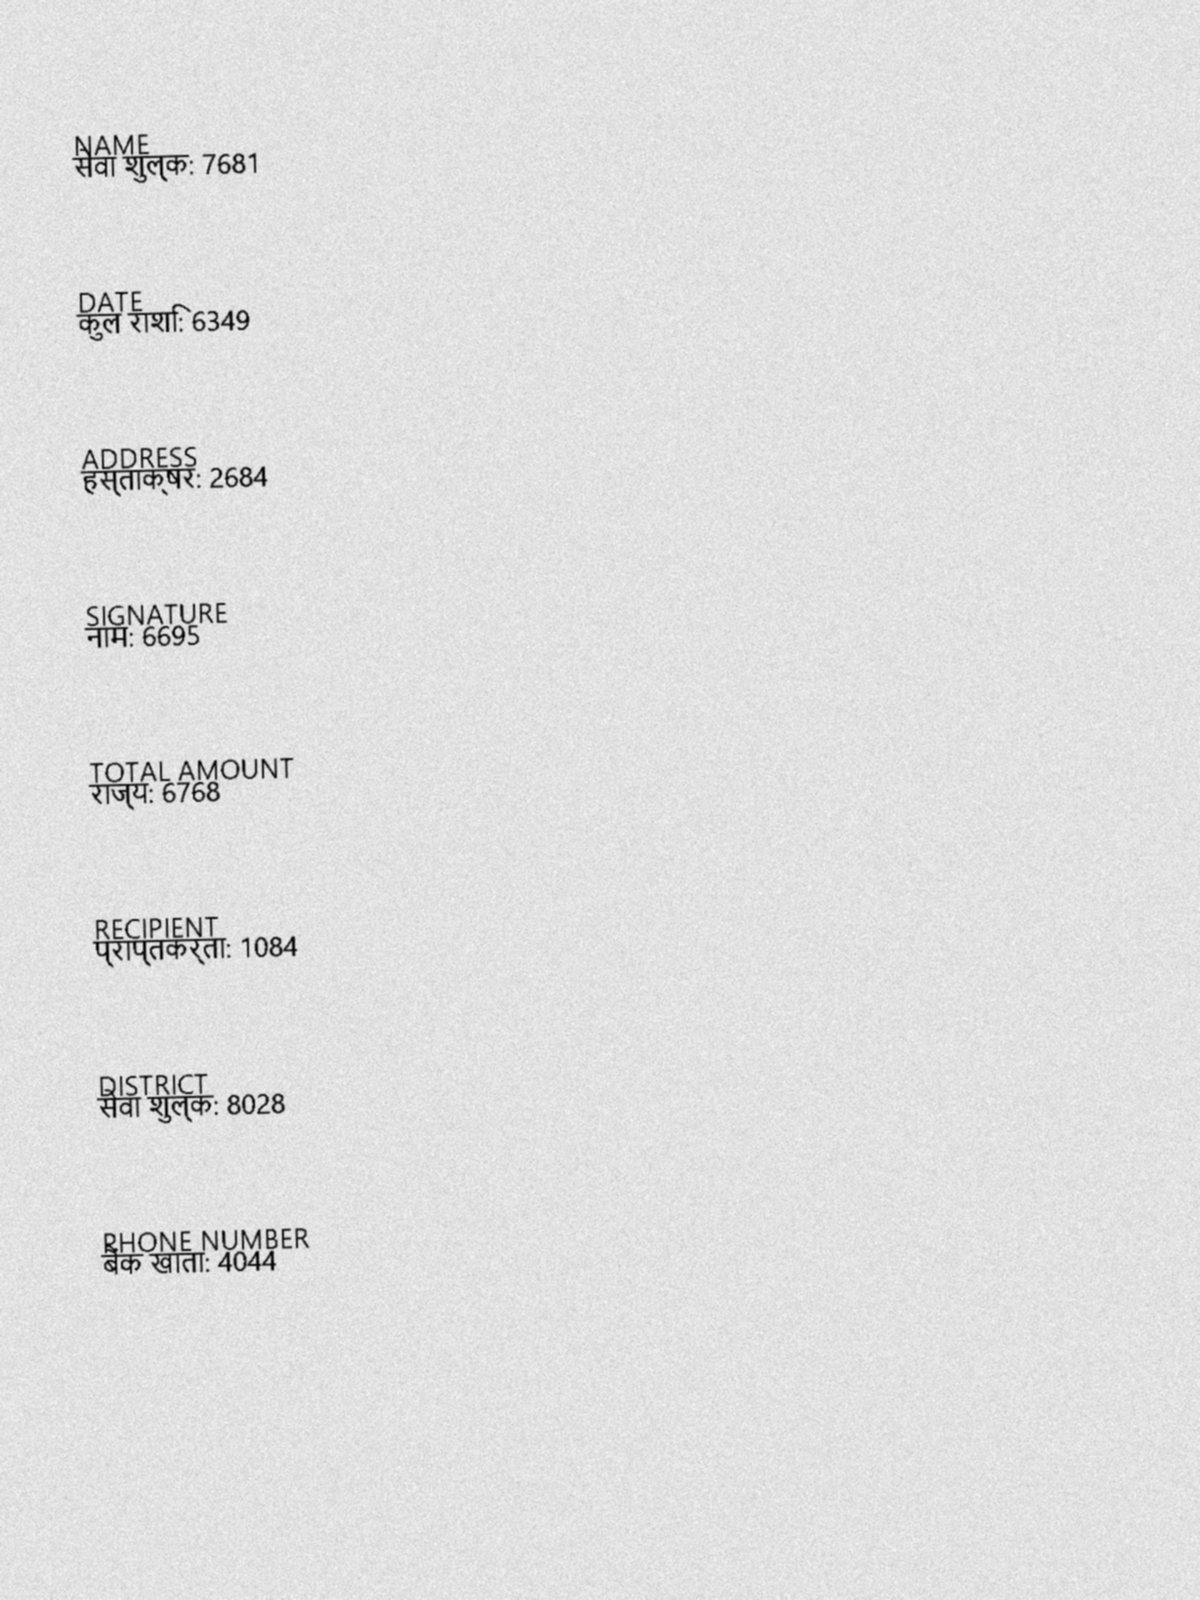 NAME
सेवा शुल्क: 7681
DATE
कुल राशि: 6349
ADDRESS
हस्ताक्षर: 2684
SIGNATURE
नाम: 6695
TOTAL AMOUNT
राज्य: 6768
RECIPIENT
प्राप्तकर्ता: 1084
DISTRICT
सेवा शुल्क: 8028
PHONE NUMBER
बैंक खाता: 4044